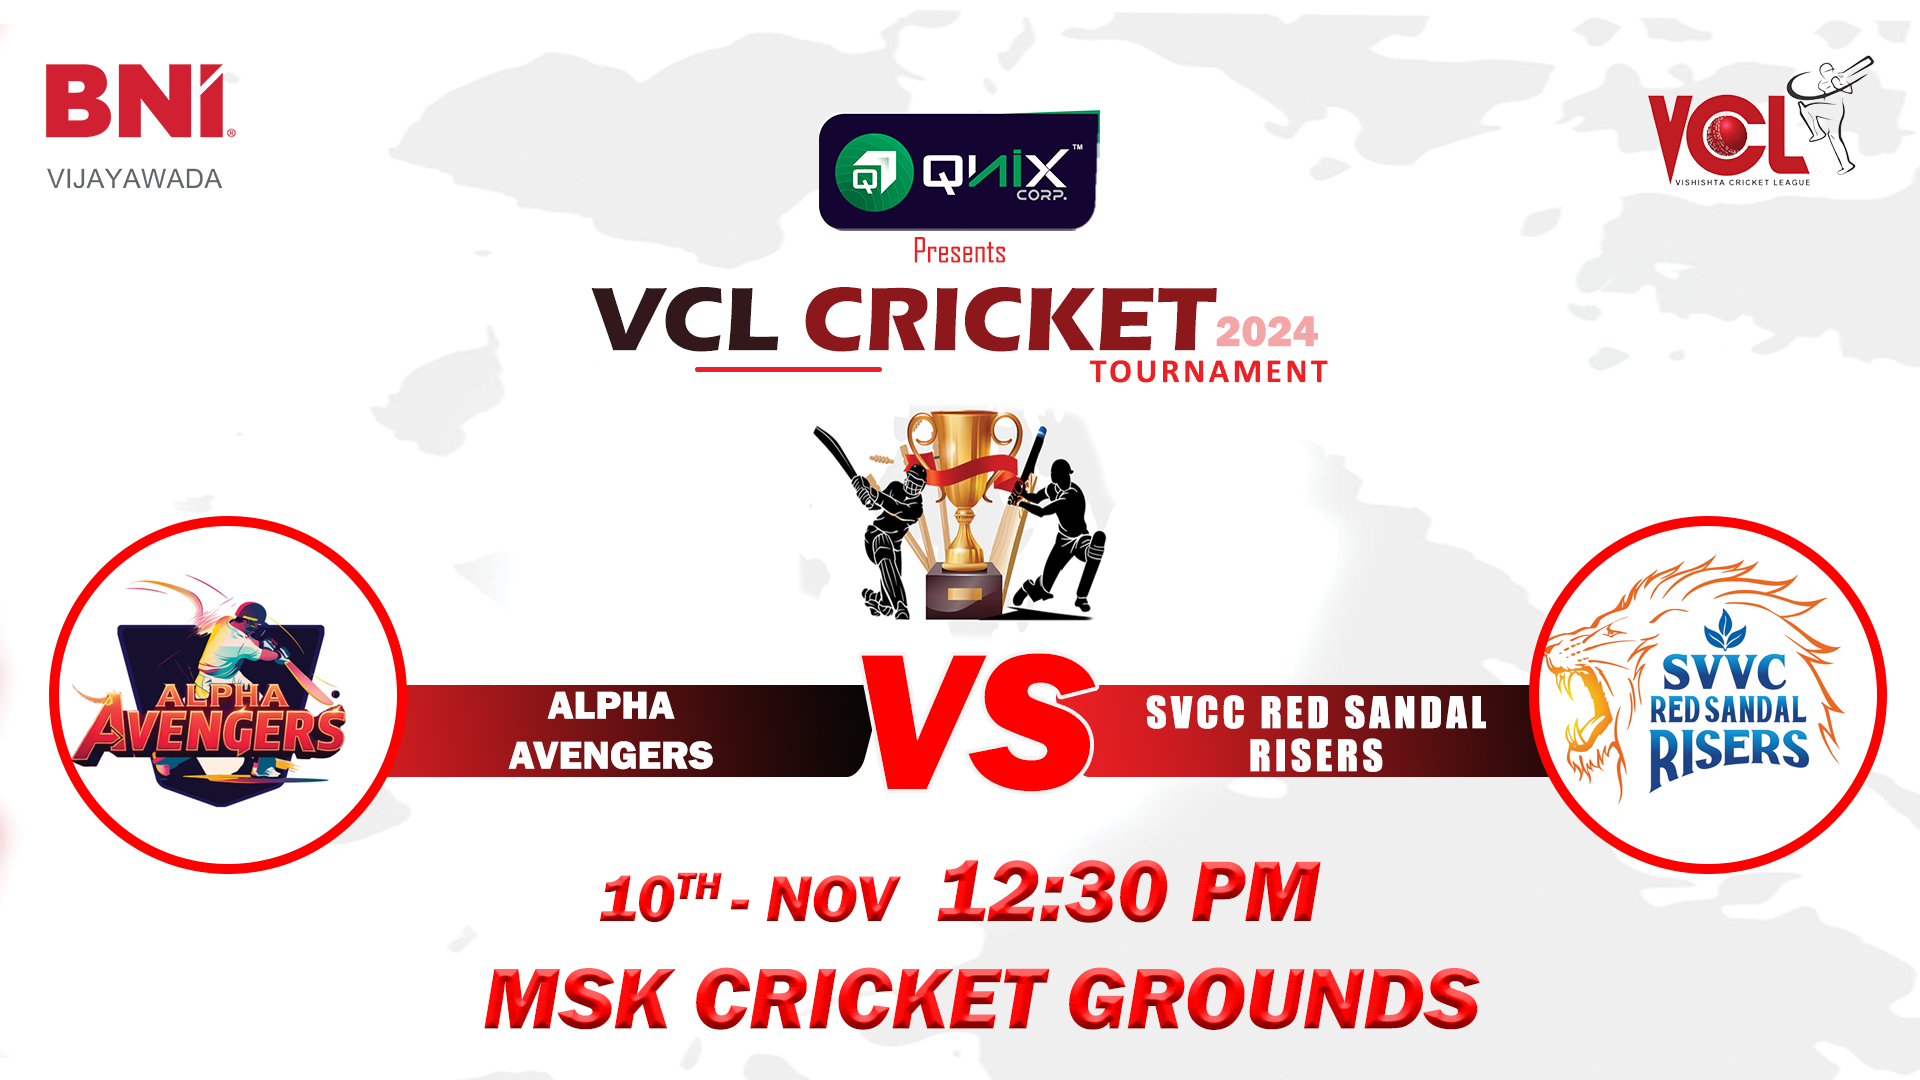 BNI®
VIJAYAWADA
QNIX™
CORP.
Q
VCL
VISHISHTA CRICKET LEAGUE
Presents
VCL CRICKET 2024
TOURNAMENT
ALPHA
AVENGERS
ALPHA
AVENGERS
VS
SVCC RED SANDAL
RISERS
SVVC
RED SANDAL
RISERS
10TH - NOV 12:30 PM
MSK CRICKET GROUNDS